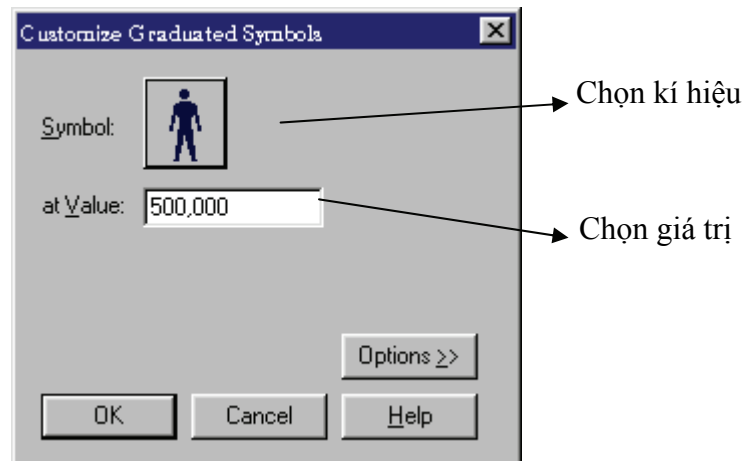 Customize Graduated Symbols
Chọn kí hiệu
Symbol:
at Value: 500,000
Chọn giá trị
Options >>
OK Cancel Help